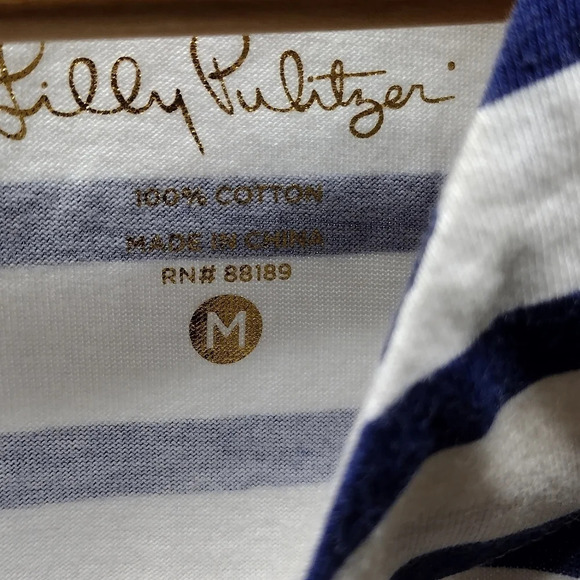 Lilly Pulitzer®
100% COTTON
MADE IN CHINA
RN# 88189
M